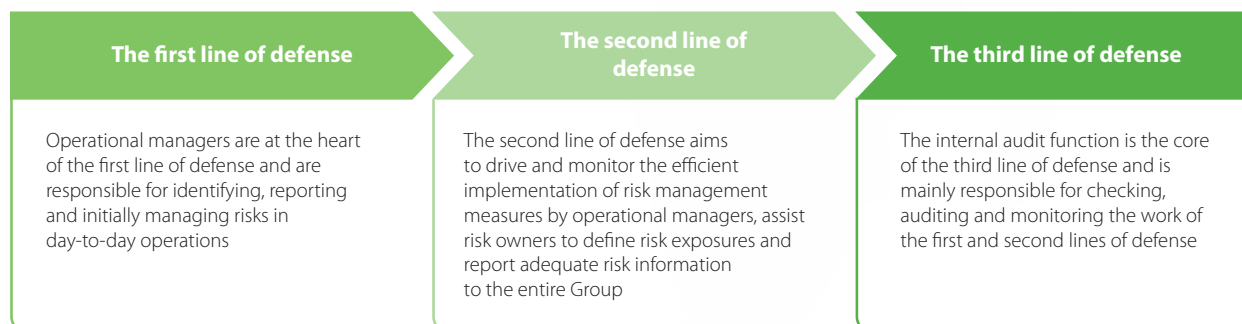 The first line of defense
Operational managers are at the heart
of the first line of defense and are
responsible for identifying, reporting
and initially managing risks in
day-to-day operations
The second line of
defense
The second line of defense aims
to drive and monitor the efficient
implementation of risk management
measures by operational managers, assist
risk owners to define risk exposures and
report adequate risk information
to the entire Group
The third line of defense
The internal audit function is the core
of the third line of defense and is
mainly responsible for checking,
auditing and monitoring the work of
the first and second lines of defense